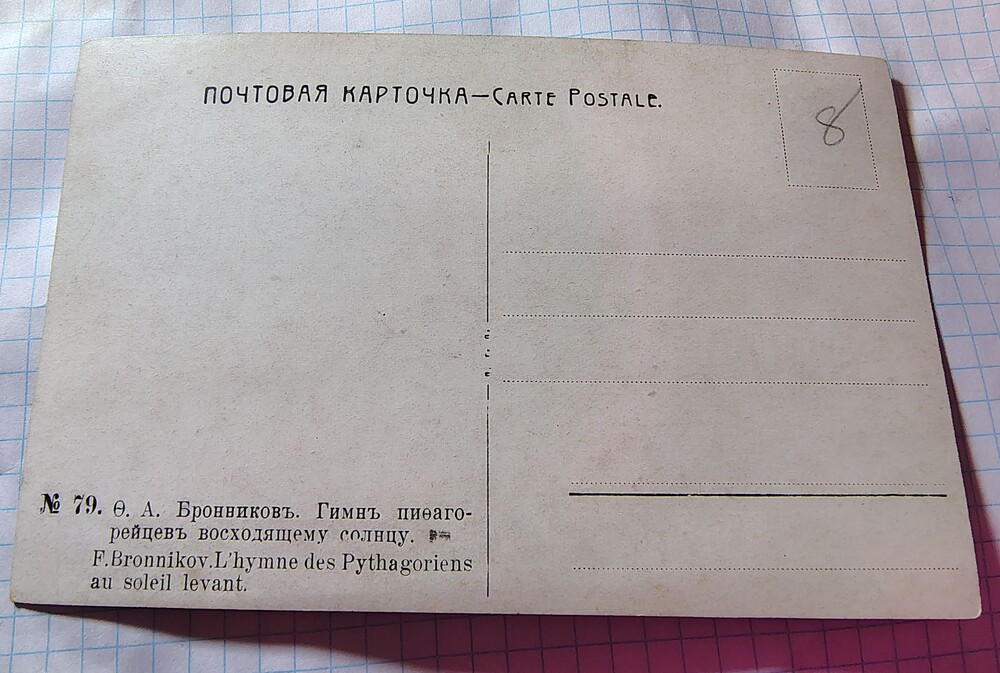 ПОЧТОВАЯ КАРТОЧКА—CARTE POSTALE.
8
№ 79. Ѳ. А. Бронниковъ. Гимнъ пиѳаго-
рейцевъ восходящему солнцу.
F.Bronnikov.L'hymne des Pythagoriens
au soleil levant.